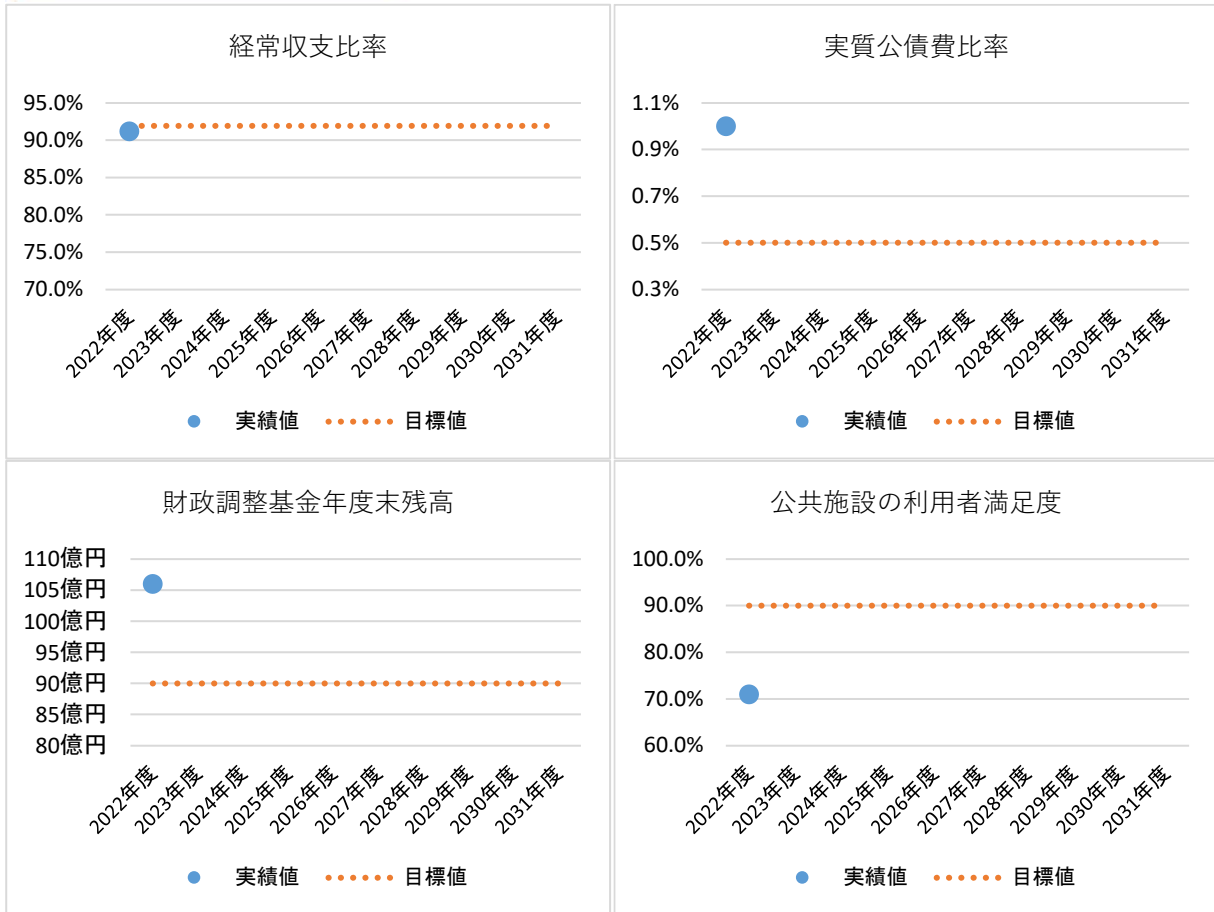 経常収支比率
95.0%
90.0%
85.0%
80.0%
75.0%
70.0%
2022年度
2023年度
2024年度
2025年度
2026年度
2027年度
2028年度
2029年度
2030年度
2031年度
実績値
目標値
実質公債費比率
1.1%
0.9%
0.7%
0.5%
0.3%
2022年度
2023年度
2024年度
2025年度
2026年度
2027年度
2028年度
2029年度
2030年度
2031年度
実績値
目標値
財政調整基金年度末残高
110億円
105億円
100億円
95億円
90億円
85億円
80億円
2022年度
2023年度
2024年度
2025年度
2026年度
2027年度
2028年度
2029年度
2030年度
2031年度
実績値
目標値
公共施設の利用者満足度
100.0%
90.0%
80.0%
70.0%
60.0%
2022年度
2023年度
2024年度
2025年度
2026年度
2027年度
2028年度
2029年度
2030年度
2031年度
実績値
目標値